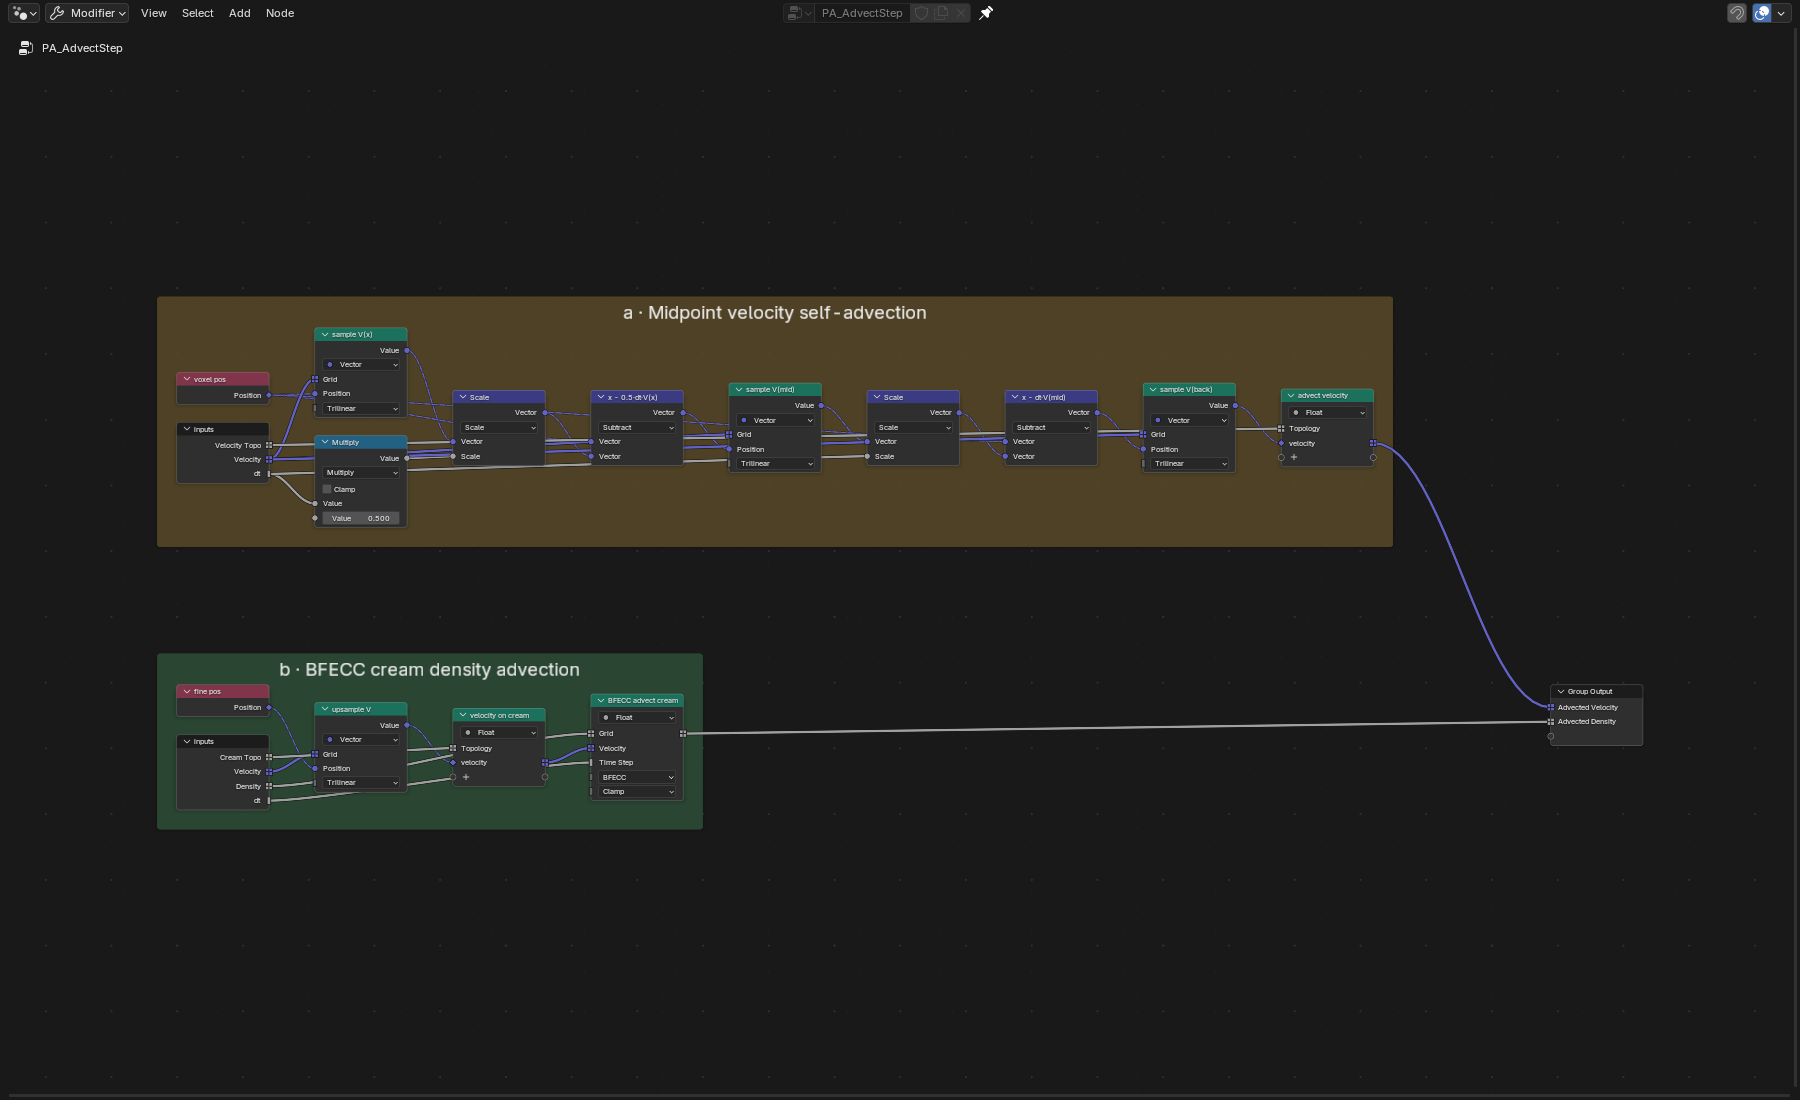 Modifier View Select Add Node PA_AdvectStep
PA_AdvectStep
a · Midpoint velocity self-advection
voxel pos
Position
Inputs
Velocity Topo
Velocity
dt
sample V(x)
Value
Vector
Grid
Position
Trilinear
Multiply
Value
Multiply
Clamp
Value
Value 0.500
Scale
Vector
Scale
Vector
Scale
x - 0.5·dt·V(x)
Vector
Subtract
Vector
Vector
sample V(mid)
Value
Vector
Grid
Position
Trilinear
Scale
Vector
Scale
Vector
Scale
x - dt·V(mid)
Vector
Subtract
Vector
Vector
sample V(back)
Value
Vector
Grid
Position
Trilinear
advect velocity
Float
Topology
velocity
b · BFECC cream density advection
fine pos
Position
Inputs
Cream Topo
Velocity
Density
dt
upsample V
Value
Vector
Grid
Position
Trilinear
velocity on cream
Float
Topology
velocity
BFECC advect cream
Float
Grid
Velocity
Time Step
BFECC
Clamp
Group Output
Advected Velocity
Advected Density